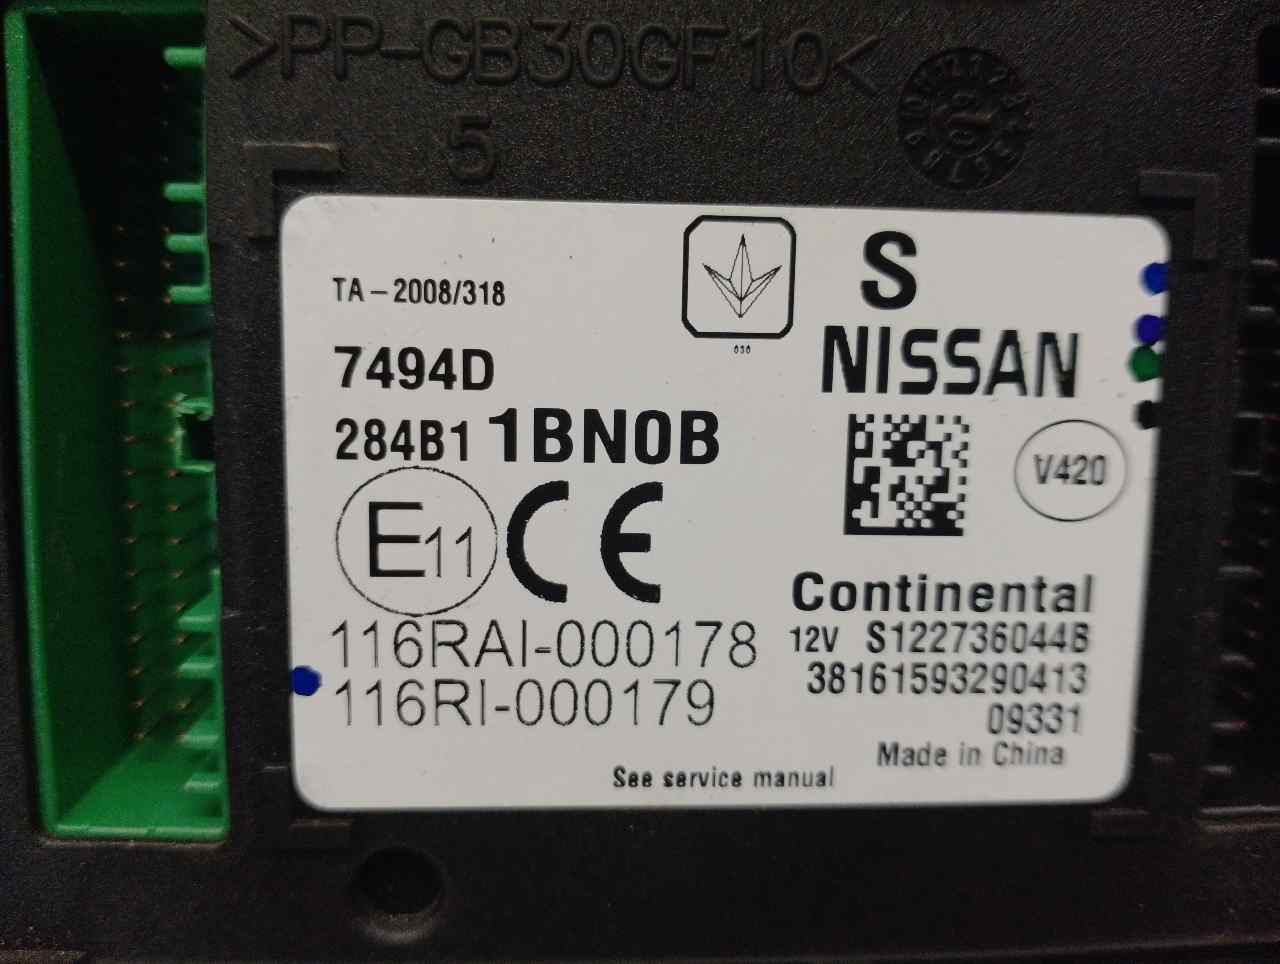 >PP-GB30GF10<
5
TA-2008/318
030
S
NISSAN
7494D
284B1 1BN0B
V420
E11 CE
Continental
116RAI-000178
12V S122736044B
116RI-000179
38161593290413
09331
Made in China
See service manual